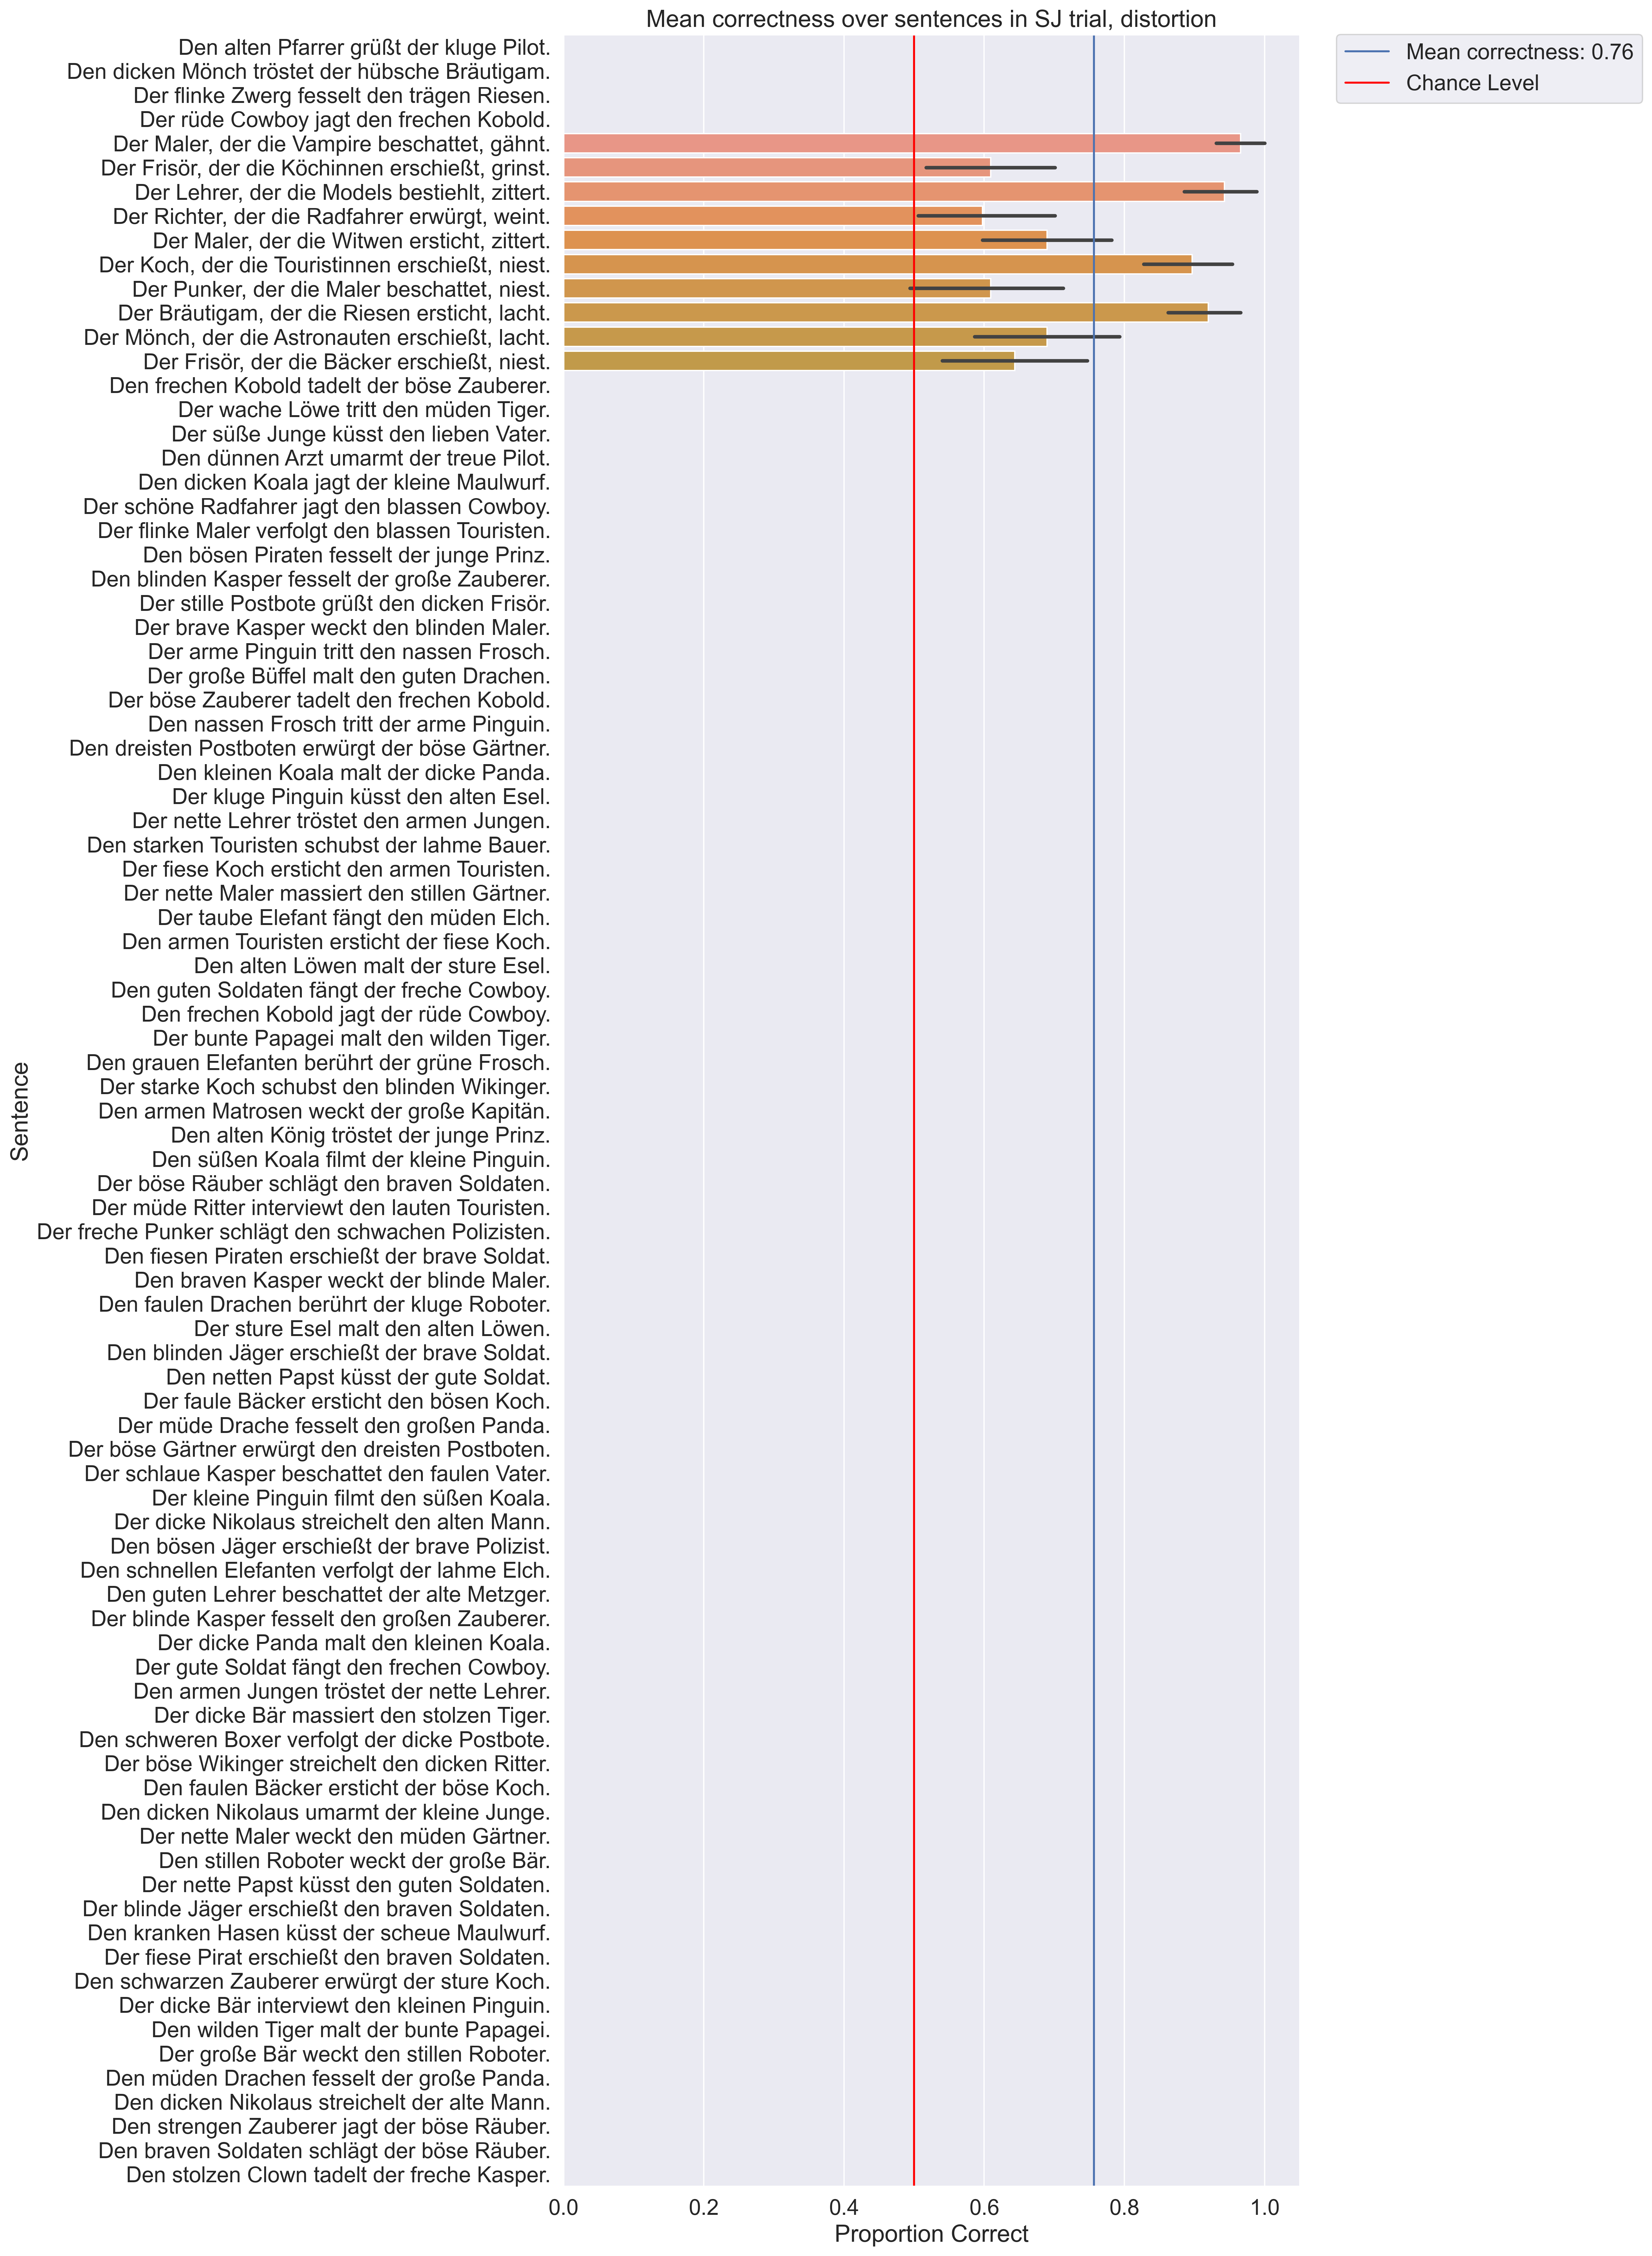 Mean correctness over sentences in SJ trial, distortion
Mean correctness: 0.76
Chance Level
Den alten Pfarrer grüßt der kluge Pilot.
Den dicken Mönch tröstet der hübsche Bräutigam.
Der flinke Zwerg fesselt den trägen Riesen.
Der rüde Cowboy jagt den frechen Kobold.
Der Maler, der die Vampire beschattet, gähnt.
Der Frisör, der die Köchinnen erschießt, grinst.
Der Lehrer, der die Models bestiehlt, zittert.
Der Richter, der die Radfahrer erwürgt, weint.
Der Maler, der die Witwen ersticht, zittert.
Der Koch, der die Touristinnen erschießt, niest.
Der Punker, der die Maler beschattet, niest.
Der Bräutigam, der die Riesen ersticht, lacht.
Der Mönch, der die Astronauten erschießt, lacht.
Der Frisör, der die Bäcker erschießt, niest.
Den frechen Kobold tadelt der böse Zauberer.
Der wache Löwe tritt den müden Tiger.
Der süße Junge küsst den lieben Vater.
Den dünnen Arzt umarmt der treue Pilot.
Den dicken Koala jagt der kleine Maulwurf.
Der schöne Radfahrer jagt den blassen Cowboy.
Der flinke Maler verfolgt den blassen Touristen.
Den bösen Piraten fesselt der junge Prinz.
Den blinden Kasper fesselt der große Zauberer.
Der stille Postbote grüßt den dicken Frisör.
Der brave Kasper weckt den blinden Maler.
Der arme Pinguin tritt den nassen Frosch.
Der große Büffel malt den guten Drachen.
Der böse Zauberer tadelt den frechen Kobold.
Den nassen Frosch tritt der arme Pinguin.
Den dreisten Postboten erwürgt der böse Gärtner.
Den kleinen Koala malt der dicke Panda.
Der kluge Pinguin küsst den alten Esel.
Der nette Lehrer tröstet den armen Jungen.
Den starken Touristen schubst der lahme Bauer.
Der fiese Koch ersticht den armen Touristen.
Der nette Maler massiert den stillen Gärtner.
Der taube Elefant fängt den müden Elch.
Den armen Touristen ersticht der fiese Koch.
Den alten Löwen malt der sture Esel.
Den guten Soldaten fängt der freche Cowboy.
Den frechen Kobold jagt der rüde Cowboy.
Der bunte Papagei malt den wilden Tiger.
Den grauen Elefanten berührt der grüne Frosch.
Der starke Koch schubst den blinden Wikinger.
Den armen Matrosen weckt der große Kapitän.
Den alten König tröstet der junge Prinz.
Den süßen Koala filmt der kleine Pinguin.
Der böse Räuber schlägt den braven Soldaten.
Der müde Ritter interviewt den lauten Touristen.
Der freche Punker schlägt den schwachen Polizisten.
Den fiesen Piraten erschießt der brave Soldat.
Den braven Kasper weckt der blinde Maler.
Den faulen Drachen berührt der kluge Roboter.
Der sture Esel malt den alten Löwen.
Den blinden Jäger erschießt der brave Soldat.
Den netten Papst küsst der gute Soldat.
Der faule Bäcker ersticht den bösen Koch.
Der müde Drache fesselt den großen Panda.
Der böse Gärtner erwürgt den dreisten Postboten.
Der schlaue Kasper beschattet den faulen Vater.
Der kleine Pinguin filmt den süßen Koala.
Der dicke Nikolaus streichelt den alten Mann.
Den bösen Jäger erschießt der brave Polizist.
Den schnellen Elefanten verfolgt der lahme Elch.
Den guten Lehrer beschattet der alte Metzger.
Der blinde Kasper fesselt den großen Zauberer.
Der dicke Panda malt den kleinen Koala.
Der gute Soldat fängt den frechen Cowboy.
Den armen Jungen tröstet der nette Lehrer.
Der dicke Bär massiert den stolzen Tiger.
Den schweren Boxer verfolgt der dicke Postbote.
Der böse Wikinger streichelt den dicken Ritter.
Den faulen Bäcker ersticht der böse Koch.
Den dicken Nikolaus umarmt der kleine Junge.
Der nette Maler weckt den müden Gärtner.
Den stillen Roboter weckt der große Bär.
Der nette Papst küsst den guten Soldaten.
Der blinde Jäger erschießt den braven Soldaten.
Den kranken Hasen küsst der scheue Maulwurf.
Der fiese Pirat erschießt den braven Soldaten.
Den schwarzen Zauberer erwürgt der sture Koch.
Der dicke Bär interviewt den kleinen Pinguin.
Den wilden Tiger malt der bunte Papagei.
Der große Bär weckt den stillen Roboter.
Den müden Drachen fesselt der große Panda.
Den dicken Nikolaus streichelt der alte Mann.
Den strengen Zauberer jagt der böse Räuber.
Den braven Soldaten schlägt der böse Räuber.
Den stolzen Clown tadelt der freche Kasper.
Sentence
0.0 0.2 0.4 0.6 0.8 1.0
Proportion Correct